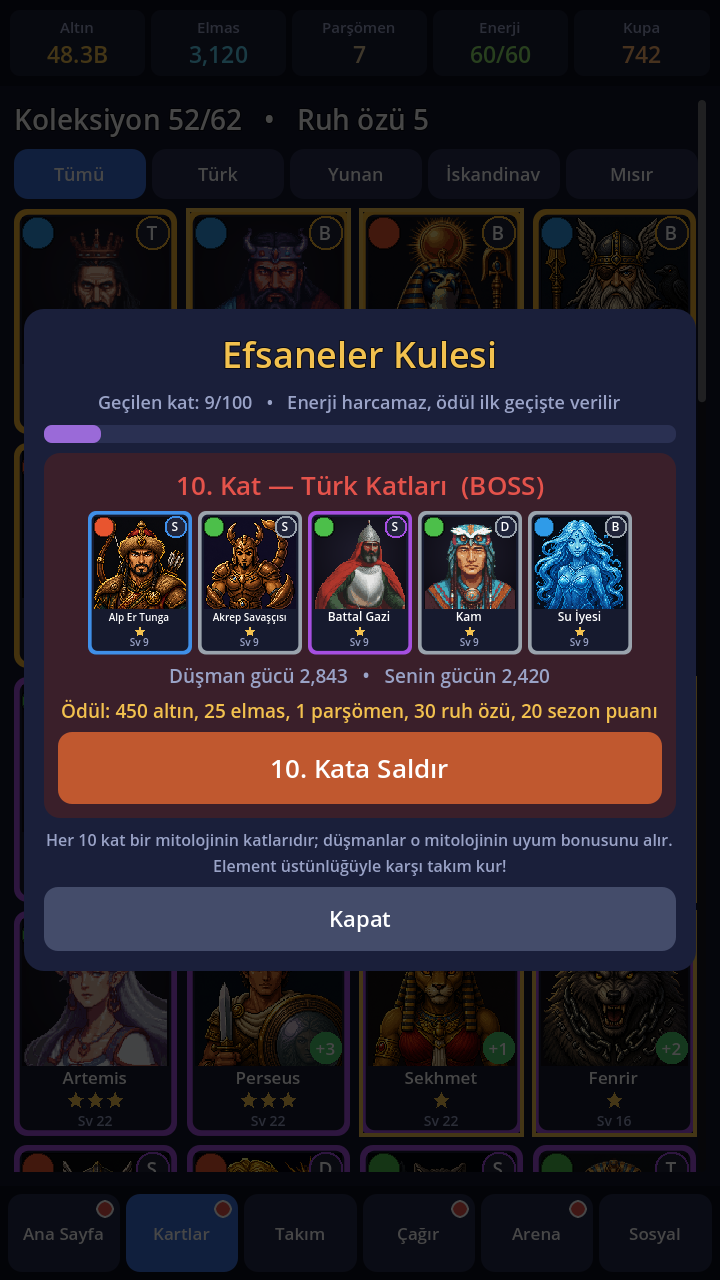 Altın Elmas Parşömen Enerji Kupa
48.3B 3,120 7 60/60 742
Koleksiyon 52/62 • Ruh özü 5
Tümü Türk Yunan İskandinav Mısır
T B B B
Efsaneler Kulesi
Geçilen kat: 9/100 • Enerji harcamaz, ödül ilk geçişte verilir
10. Kat — Türk Katları (BOSS)
S S S D B
Alp Er Tunga Akrep Savaşçısı Battal Gazi Kam Su İyesi
Sv 9 Sv 9 Sv 9 Sv 9 Sv 9
Düşman gücü 2,843 • Senin gücün 2,420
Ödül: 450 altın, 25 elmas, 1 parşömen, 30 ruh özü, 20 sezon puanı
10. Kata Saldır
Her 10 kat bir mitolojinin katlarıdır; düşmanlar o mitolojinin uyum bonusunu alır.
Element üstünlüğüyle karşı takım kur!
Kapat
+3 +1 +2
Artemis Perseus Sekhmet Fenrir
Sv 22 Sv 22 Sv 22 Sv 16
S D S T
Ana Sayfa Kartlar Takım Çağır Arena Sosyal